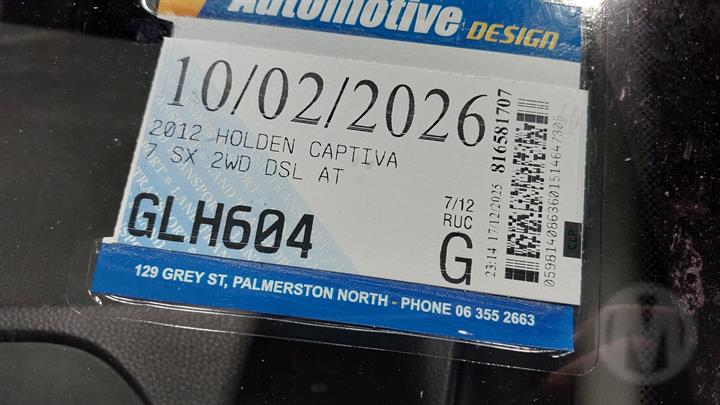 Automotive DESIGN
10/02/2026
2012 HOLDEN CAPTIVA
7 SX 2WD DSL AT
GLH604
7/12
RUC
G
23:14 17/12/2025 816581707
CLP
129 GREY ST, PALMERSTON NORTH - PHONE 06 355 2663
M